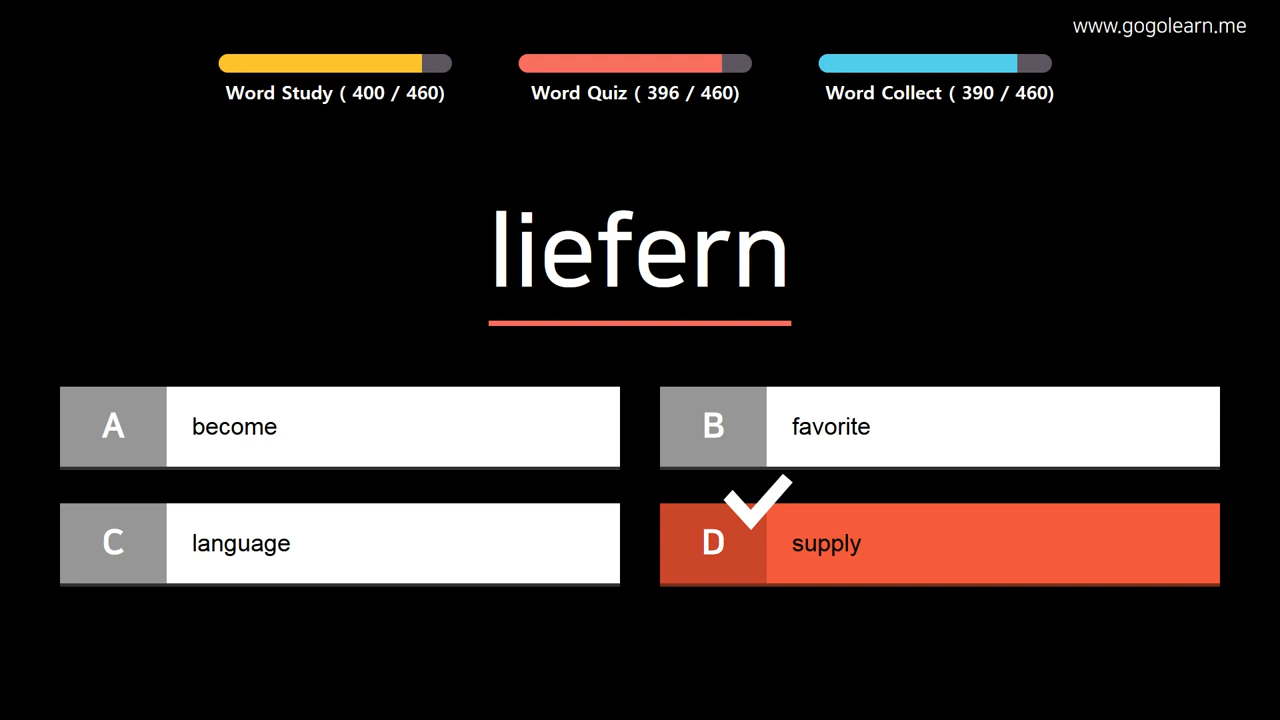 www.gogolearn.me
Word Study ( 400 / 460)
Word Quiz ( 396 / 460)
Word Collect ( 390 / 460)
liefern
A become
B favorite
C language
D supply